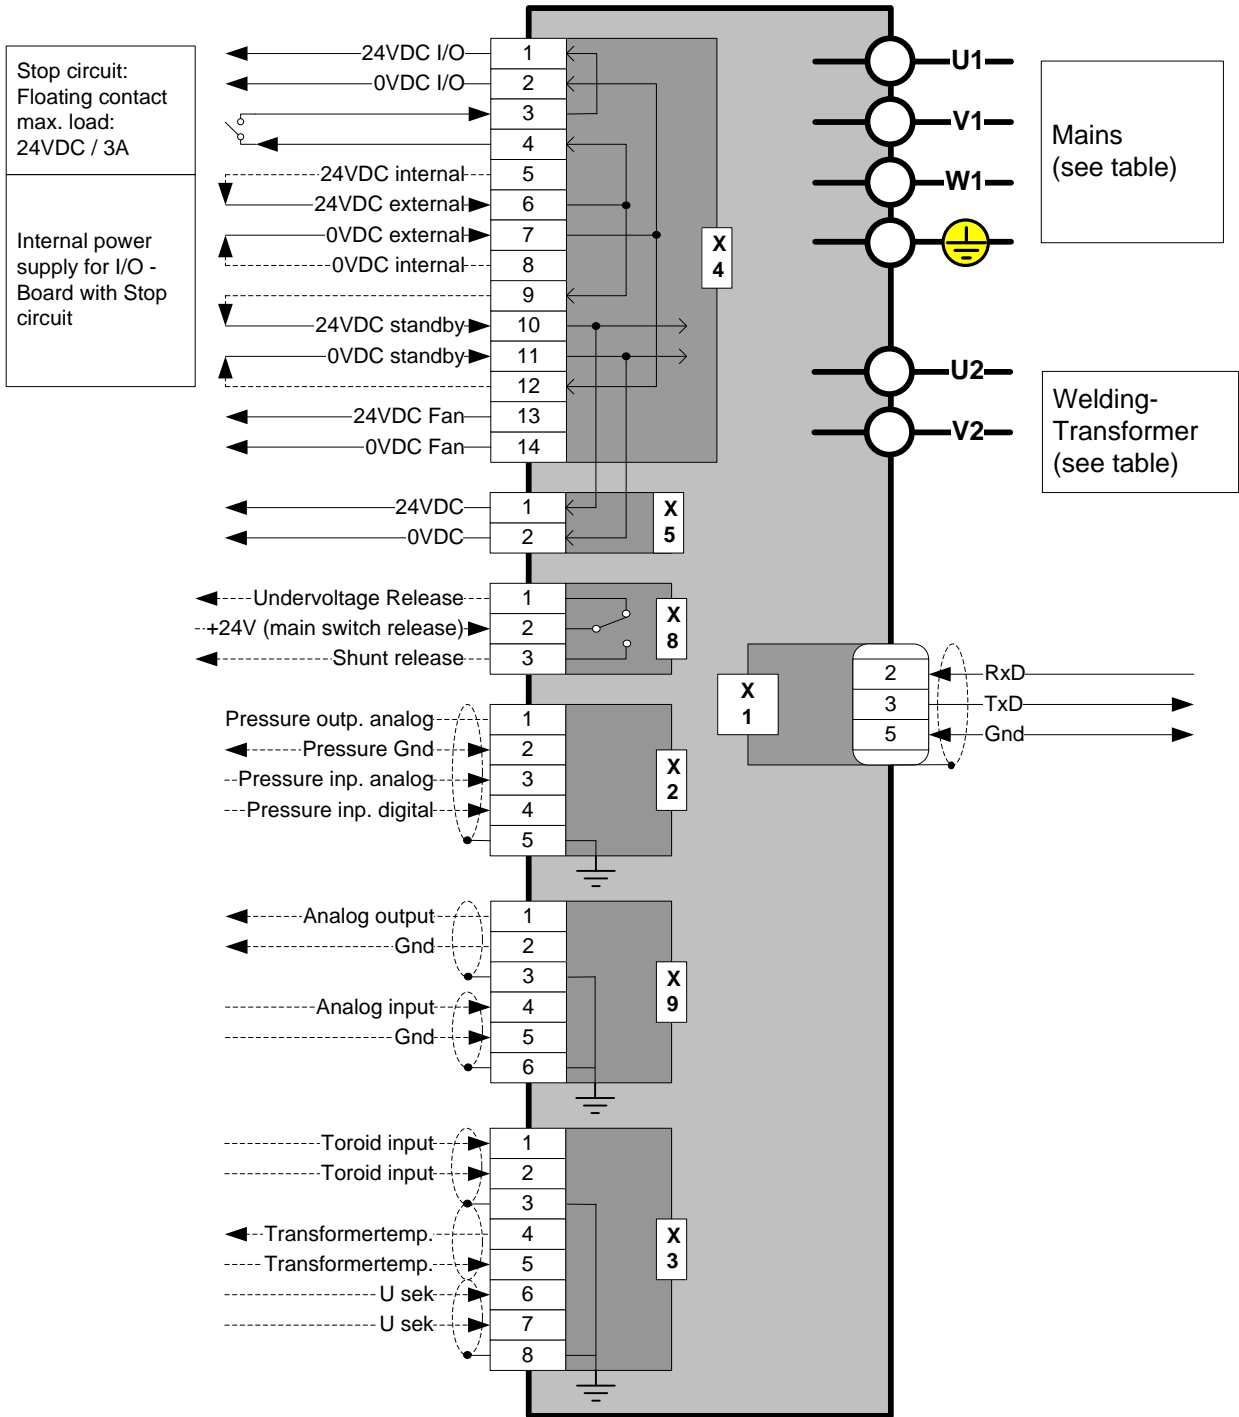 Stop circuit:
Floating contact
max. load:
24VDC / 3A
Internal power
supply for I/O -
Board with Stop
circuit
24VDC I/O 1
0VDC I/O 2
3
4
24VDC internal 5
24VDC external 6
0VDC external 7
0VDC internal 8
9
24VDC standby 10
0VDC standby 11
12
24VDC Fan 13
0VDC Fan 14
X
4
24VDC 1
0VDC 2
X
5
Undervoltage Release 1
+24V (main switch release) 2
Shunt release 3
X
8
Pressure outp. analog 1
Pressure Gnd 2
Pressure inp. analog 3
Pressure inp. digital 4
5
X
2
Analog output 1
Gnd 2
3
Analog input 4
Gnd 5
6
X
9
Toroid input 1
Toroid input 2
3
Transformertemp. 4
Transformertemp. 5
U sek 6
U sek 7
8
X
3
U1
V1
W1
Mains
(see table)
U2
V2
Welding-
Transformer
(see table)
X
1
2 RxD
3 TxD
5 Gnd